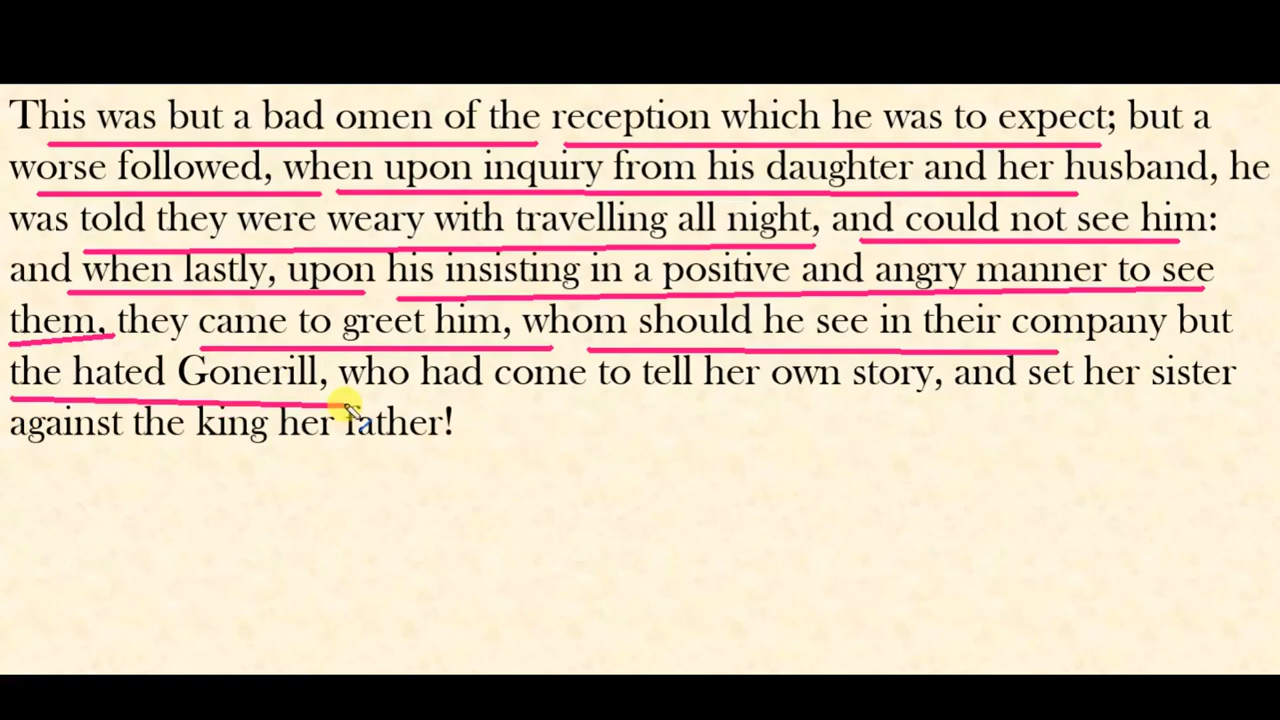 This was but a bad omen of the reception which he was to expect; but a
worse followed, when upon inquiry from his daughter and her husband, he
was told they were weary with travelling all night, and could not see him:
and when lastly, upon his insisting in a positive and angry manner to see
them, they came to greet him, whom should he see in their company but
the hated Gonerill, who had come to tell her own story, and set her sister
against the king her father!